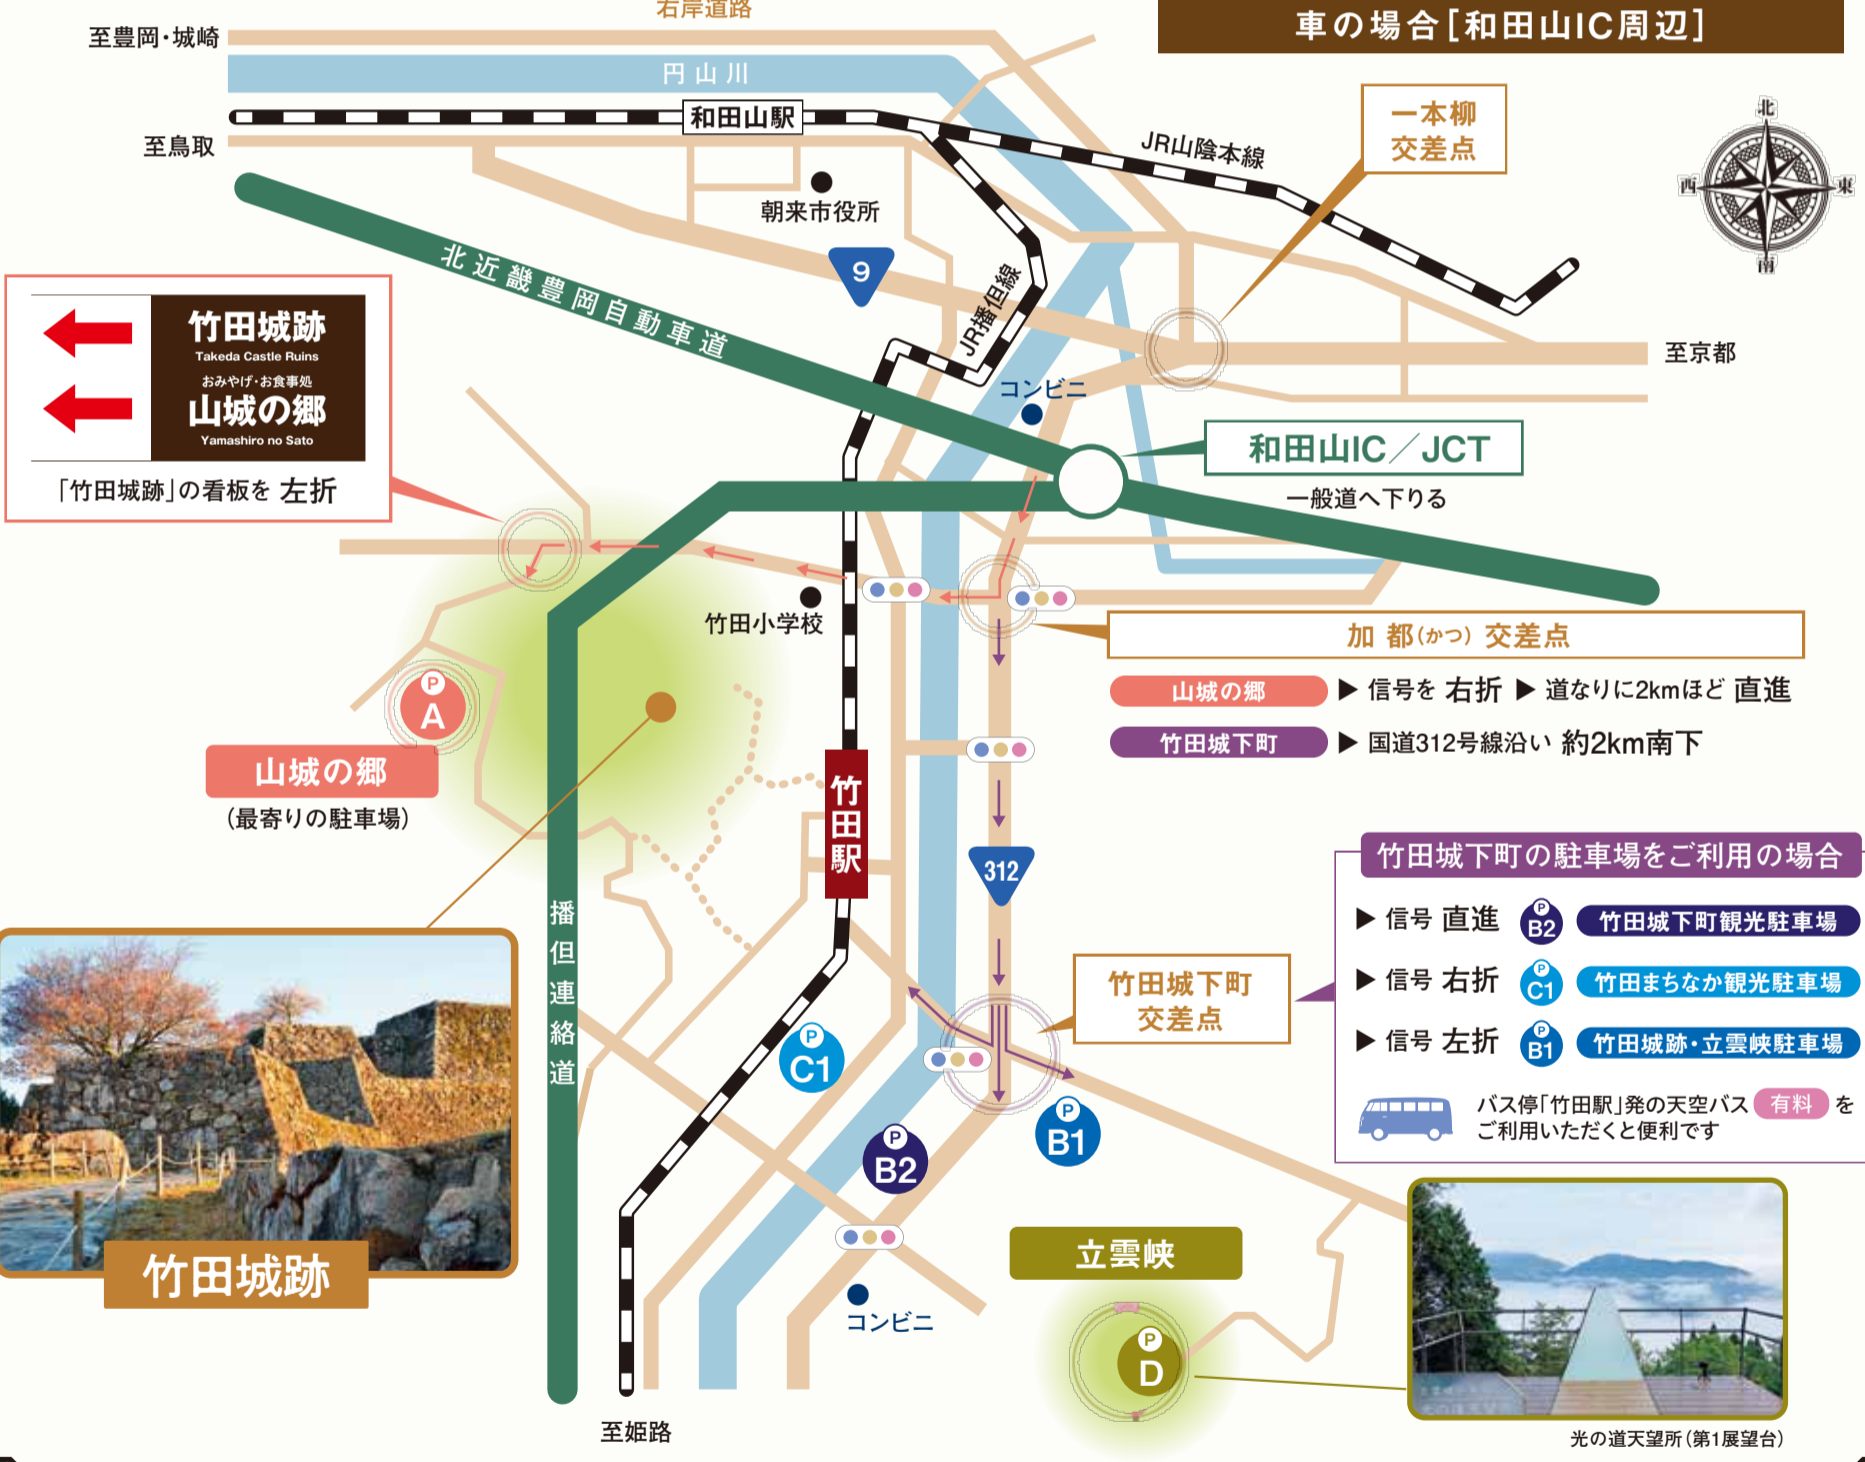 右岸道路
車の場合[和田山IC周辺]
至豊岡・城崎
円山川
和田山駅
至鳥取
一本柳
交差点
JR山陰本線
北
西
東
南
朝来市役所
9
北近畿豊岡自動車道
JR播但線
至京都
コンビニ
竹田城跡
Takeda Castle Ruins
おみやげ・お食事処
山城の郷
Yamashiro no Sato
「竹田城跡」の看板を 左折
和田山IC/JCT
一般道へ下りる
竹田小学校
加都(かつ)交差点
山城の郷 ▶ 信号を 右折 ▶ 道なりに2kmほど 直進
竹田城下町 ▶ 国道312号線沿い 約2km南下
P
A
山城の郷
(最寄りの駐車場)
竹田駅
312
播但連絡道
竹田城下町の駐車場をご利用の場合
▶ 信号 直進 P B2 竹田城下町観光駐車場
▶ 信号 右折 P C1 竹田まちなか観光駐車場
▶ 信号 左折 P B1 竹田城跡・立雲峡駐車場
バス停「竹田駅」発の天空バス 有料 を
ご利用いただくと便利です
竹田城下町
交差点
P
C1
P
B2
P
B1
竹田城跡
立雲峡
P
D
コンビニ
至姫路
光の道天望所(第1展望台)